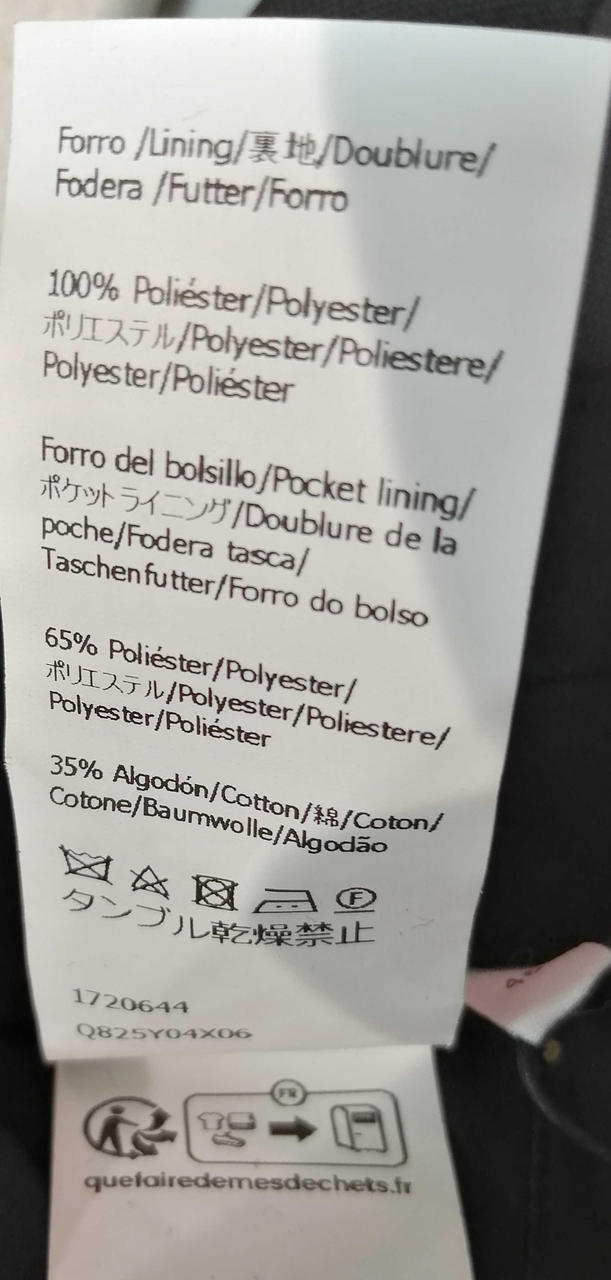 Forro /Lining/裏地/Doublure/
Fodera /Futter/Forro
100% Poliéster/Polyester/
ポリエステル/Polyester/Poliestere/
Polyester/Poliéster
Forro del bolsillo/Pocket lining/
ポケットライニング/Doublure de la
poche/Fodera tasca/
Taschenfutter/Forro do bolso
65% Poliéster/Polyester/
ポリエステル/Polyester/Poliestere/
Polyester/Poliéster
35% Algodón/Cotton/綿/Coton/
Cotone/Baumwolle/Algodão
F
タンブル乾燥禁止
1720644
Q825Y04X06
FR
quefairedemesdechets.fr